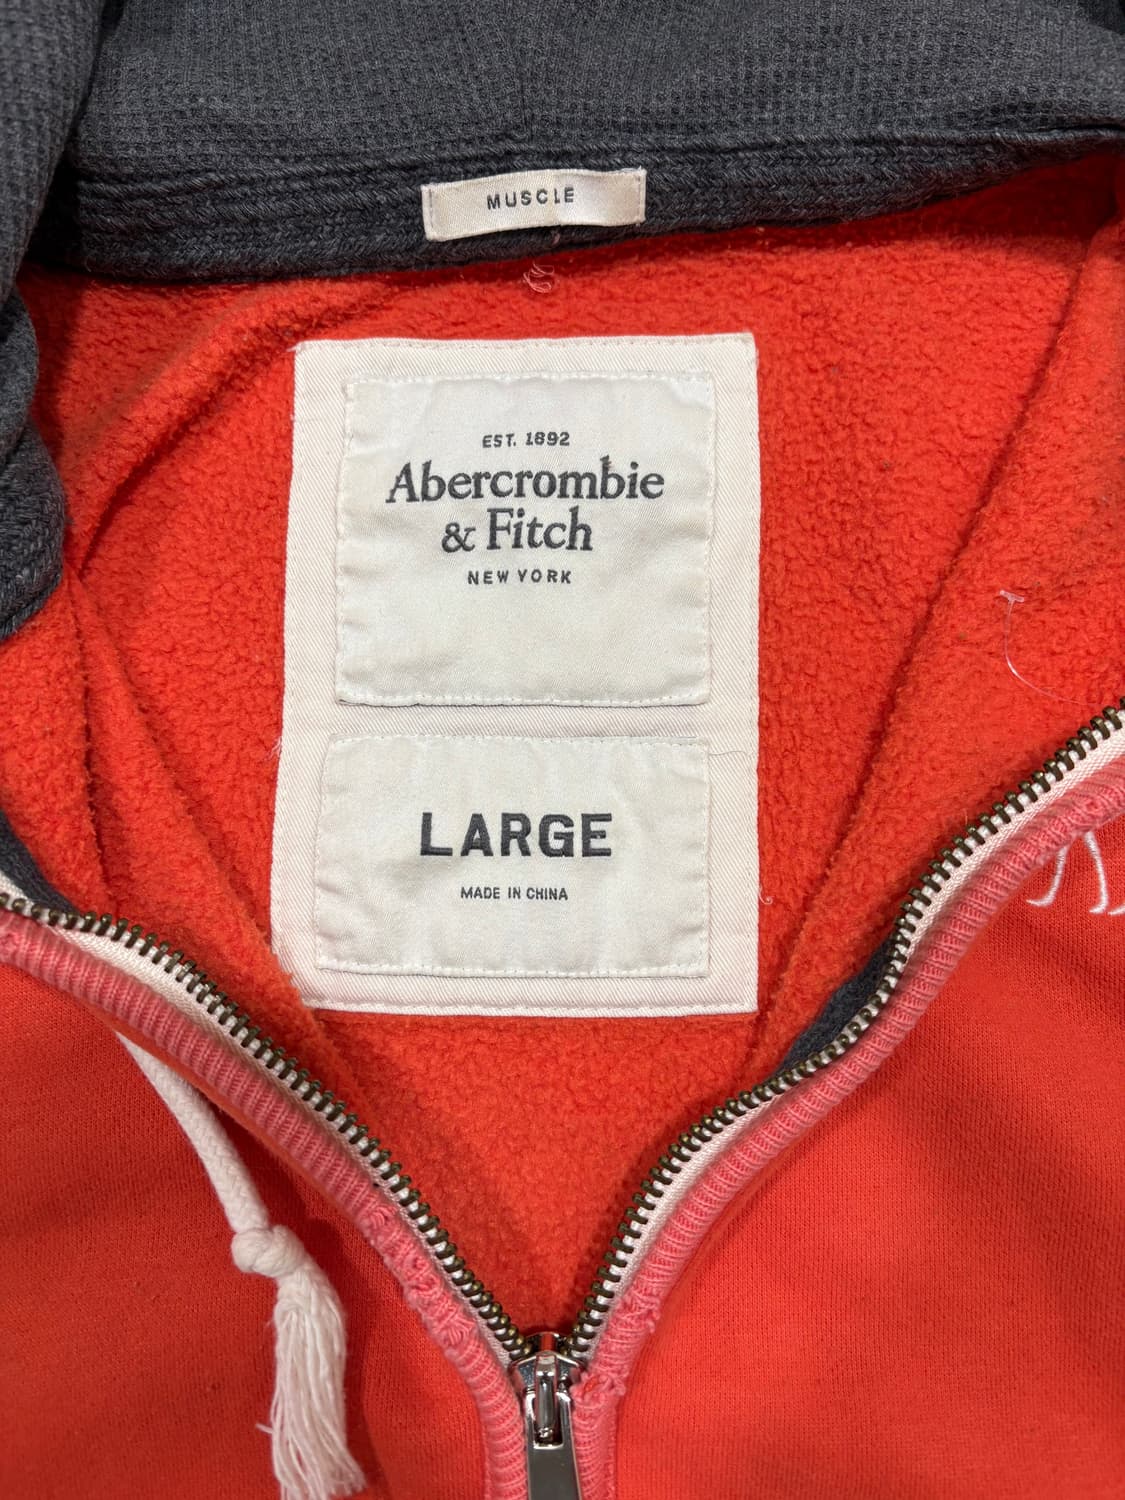 MUSCLE
EST. 1892
Abercrombie
& Fitch
NEW YORK
LARGE
MADE IN CHINA